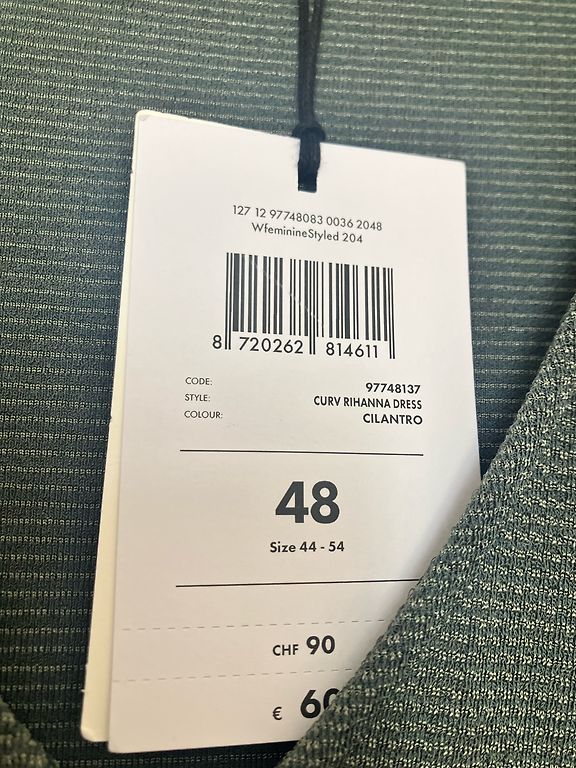 127 12 97748083 0036 2048
WfeminineStyled 204
8 720262 814611
CODE: 97748137
STYLE: CURV RIHANNA DRESS
COLOUR: CILANTRO
48
Size 44 - 54
CHF 90
€ 60